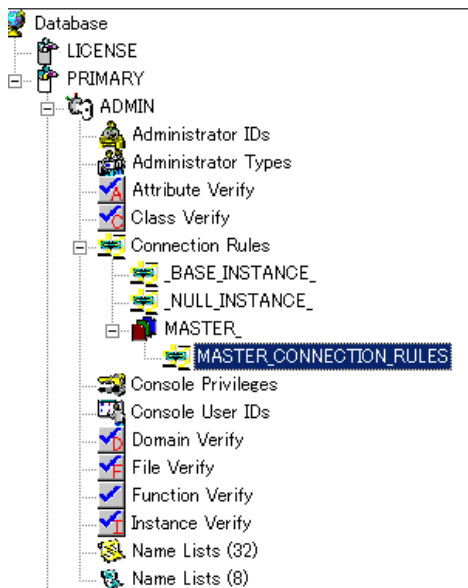 Database
LICENSE
PRIMARY
ADMIN
Administrator IDs
Administrator Types
Attribute Verify
Class Verify
Connection Rules
_BASE_INSTANCE_
_NULL_INSTANCE_
MASTER_
MASTER_CONNECTION_RULES
Console Privileges
Console User IDs
Domain Verify
File Verify
Function Verify
Instance Verify
Name Lists (32)
Name Lists (8)